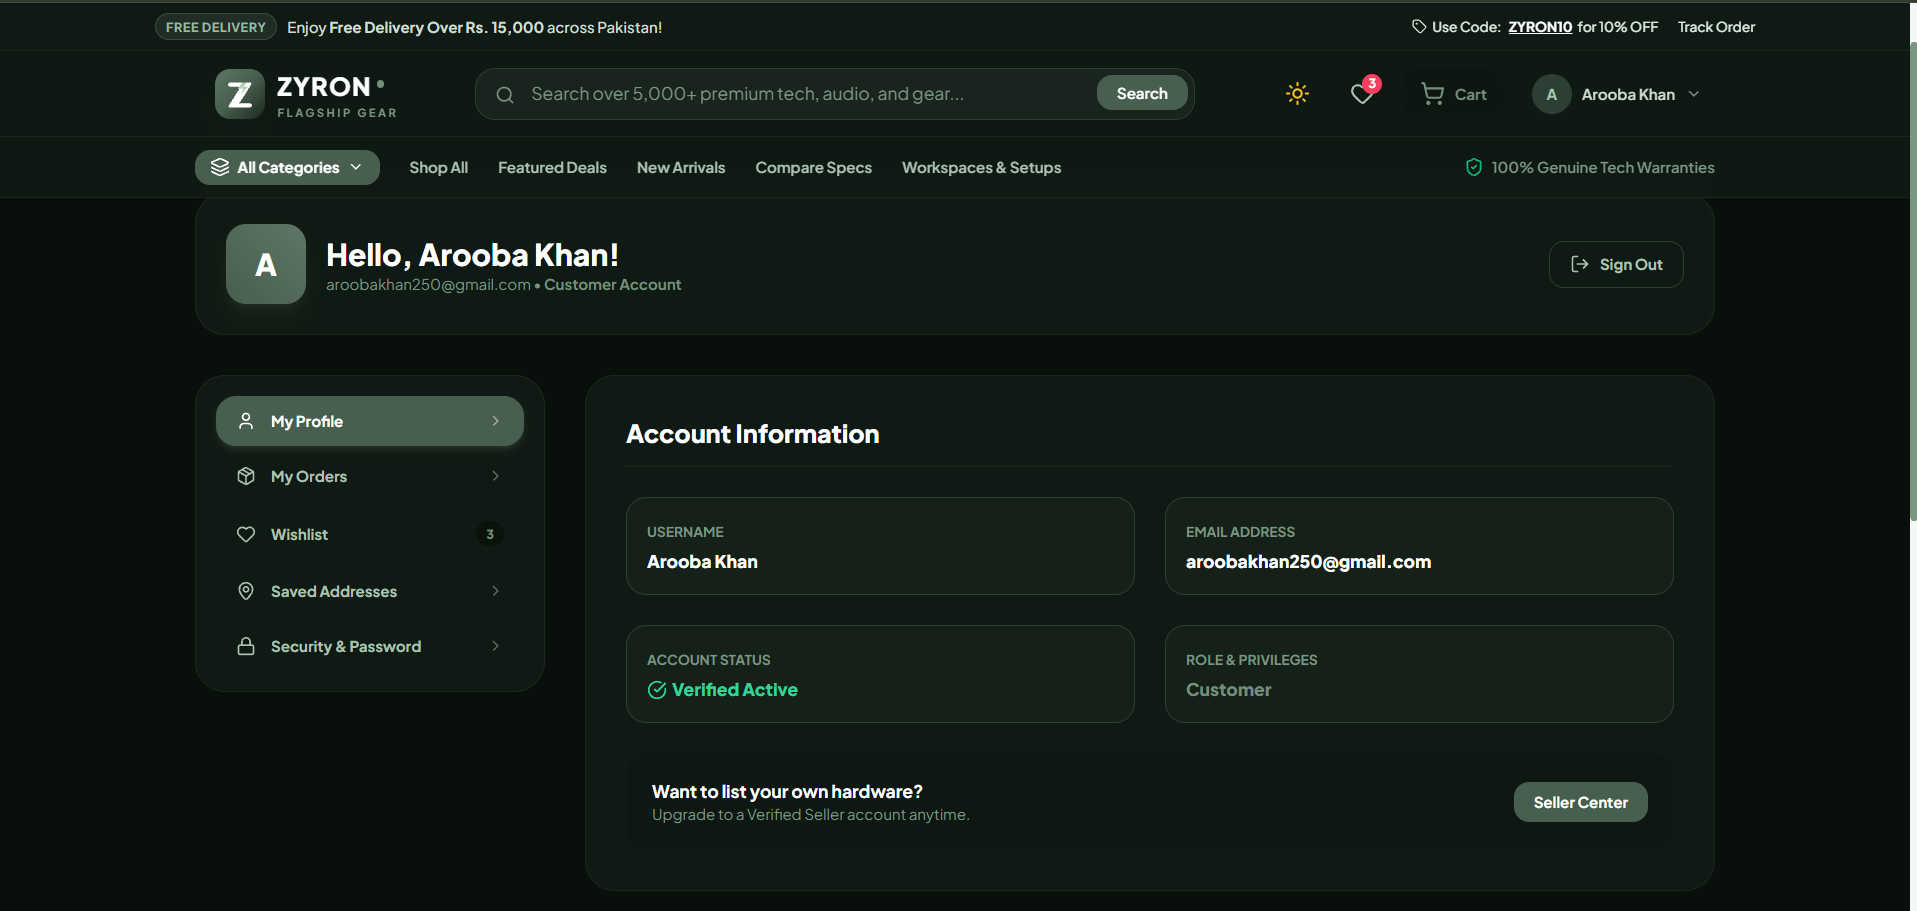 FREE DELIVERY Enjoy Free Delivery Over Rs. 15,000 across Pakistan! Use Code: ZYRON10 for 10% OFF Track Order
Z ZYRON
FLAGSHIP GEAR
Search over 5,000+ premium tech, audio, and gear... Search 3 Cart A Arooba Khan
All Categories Shop All Featured Deals New Arrivals Compare Specs Workspaces & Setups 100% Genuine Tech Warranties
A Hello, Arooba Khan!
aroobakhan250@gmail.com • Customer Account
Sign Out
My Profile
My Orders
Wishlist 3
Saved Addresses
Security & Password
Account Information
USERNAME
Arooba Khan
EMAIL ADDRESS
aroobakhan250@gmail.com
ACCOUNT STATUS
Verified Active
ROLE & PRIVILEGES
Customer
Want to list your own hardware?
Upgrade to a Verified Seller account anytime.
Seller Center